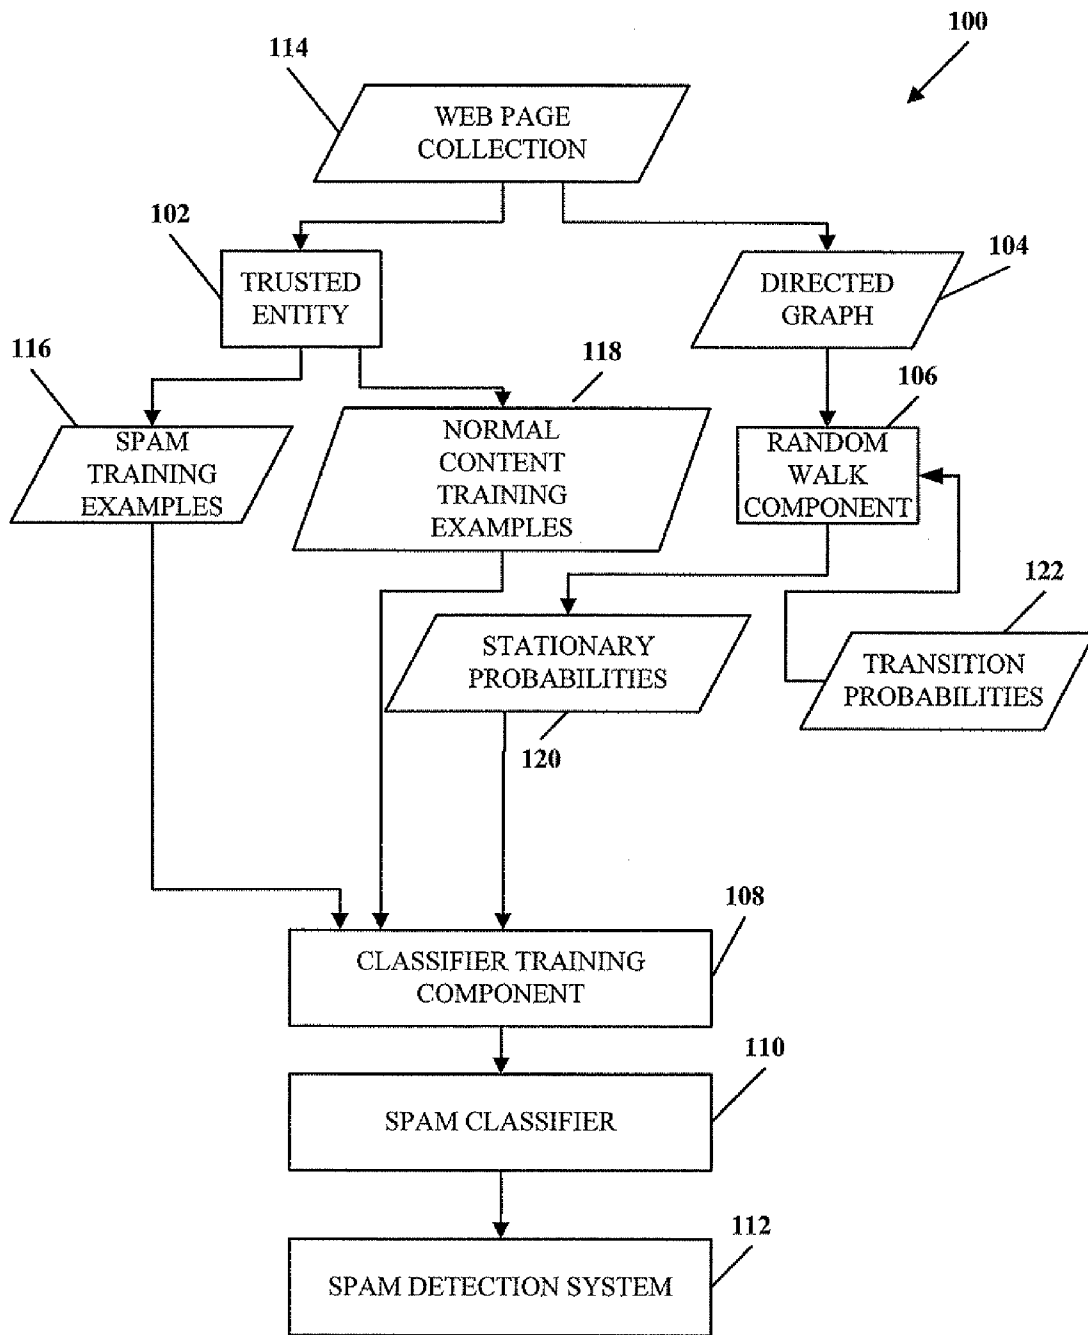 100
114
WEB PAGE
COLLECTION
102
TRUSTED
ENTITY
DIRECTED
GRAPH
104
116
118
106
SPAM
TRAINING
EXAMPLES
NORMAL
CONTENT
TRAINING
EXAMPLES
RANDOM
WALK
COMPONENT
122
STATIONARY
PROBABILITIES
TRANSITION
PROBABILITIES
120
108
CLASSIFIER TRAINING
COMPONENT
110
SPAM CLASSIFIER
112
SPAM DETECTION SYSTEM